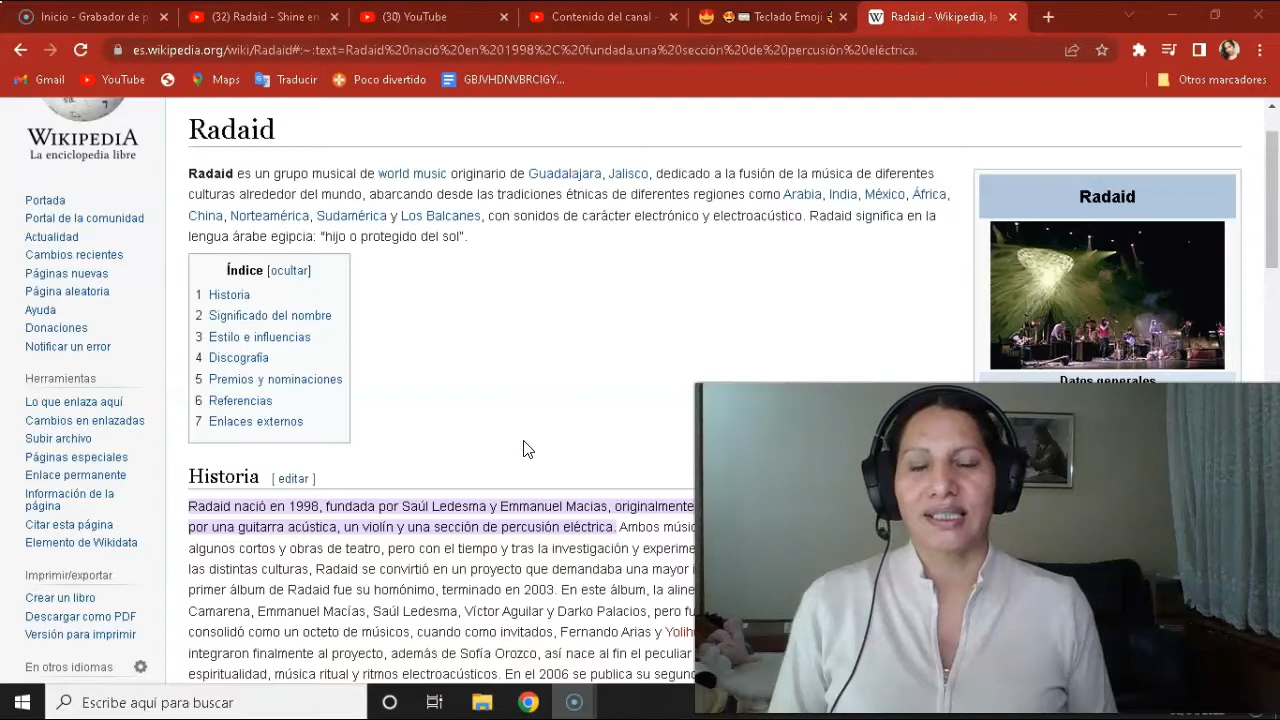 Inicio - Grabador de p
(32) Radaid - Shine en
(30) YouTube
Contenido del canal -
Teclado Emoji
Radaid - Wikipedia, la
es.wikipedia.org/wiki/Radaid#:~:text=Radaid%20nació%20en%201998%2C%20fundada,una%20sección%20de%20percusión%20eléctrica.
Gmail
YouTube
Maps
Traducir
Poco divertido
GBJVHDNVBRCIGY...
Otros marcadores
WIKIPEDIA
La enciclopedia libre
Portada
Portal de la comunidad
Actualidad
Cambios recientes
Páginas nuevas
Página aleatoria
Ayuda
Donaciones
Notificar un error
Herramientas
Lo que enlaza aquí
Cambios en enlazadas
Subir archivo
Páginas especiales
Enlace permanente
Información de la
página
Citar esta página
Elemento de Wikidata
Imprimir/exportar
Crear un libro
Descargar como PDF
Versión para imprimir
En otros idiomas
Radaid
Radaid es un grupo musical de world music originario de Guadalajara, Jalisco, dedicado a la fusión de la música de diferentes
culturas alrededor del mundo, abarcando desde las tradiciones étnicas de diferentes regiones como Arabia, India, México, África,
China, Norteamérica, Sudamérica y Los Balcanes, con sonidos de carácter electrónico y electroacústico. Radaid significa en la
lengua árabe egipcia: "hijo o protegido del sol".
Índice [ocultar]
1 Historia
2 Significado del nombre
3 Estilo e influencias
4 Discografía
5 Premios y nominaciones
6 Referencias
7 Enlaces externos
Radaid
Datos generales
Historia [ editar ]
Radaid nació en 1998, fundada por Saúl Ledesma y Emmanuel Macias, originalmente
por una guitarra acústica, un violín y una sección de percusión eléctrica. Ambos músic
algunos cortos y obras de teatro, pero con el tiempo y tras la investigación y experime
las distintas culturas, Radaid se convirtió en un proyecto que demandaba una mayor i
primer álbum de Radaid fue su homónimo, terminado en 2003. En este álbum, la aline
Camarena, Emmanuel Macías, Saúl Ledesma, Víctor Aguilar y Darko Palacios, pero fu
consolidó como un octeto de músicos, cuando como invitados, Fernando Arias y Yolih
integraron finalmente al proyecto, además de Sofía Orozco, así nace al fin el peculiar
espiritualidad, música ritual y ritmos electroacústicos. En el 2006 se publica su segund
Escribe aquí para buscar